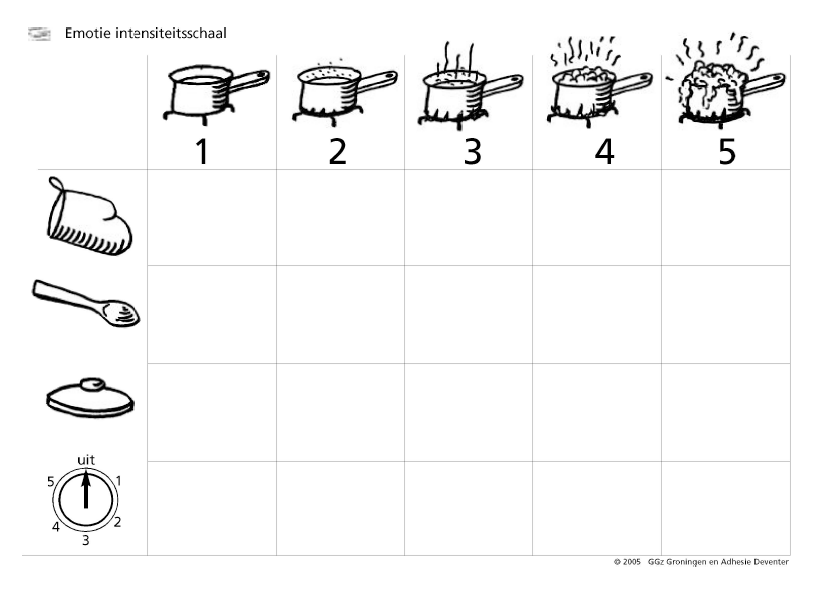 Emotie intensiteitsschaal
1 2 3 4 5
uit
5 1
4 2
3
© 2005 GGz Groningen en Adhesie Deventer